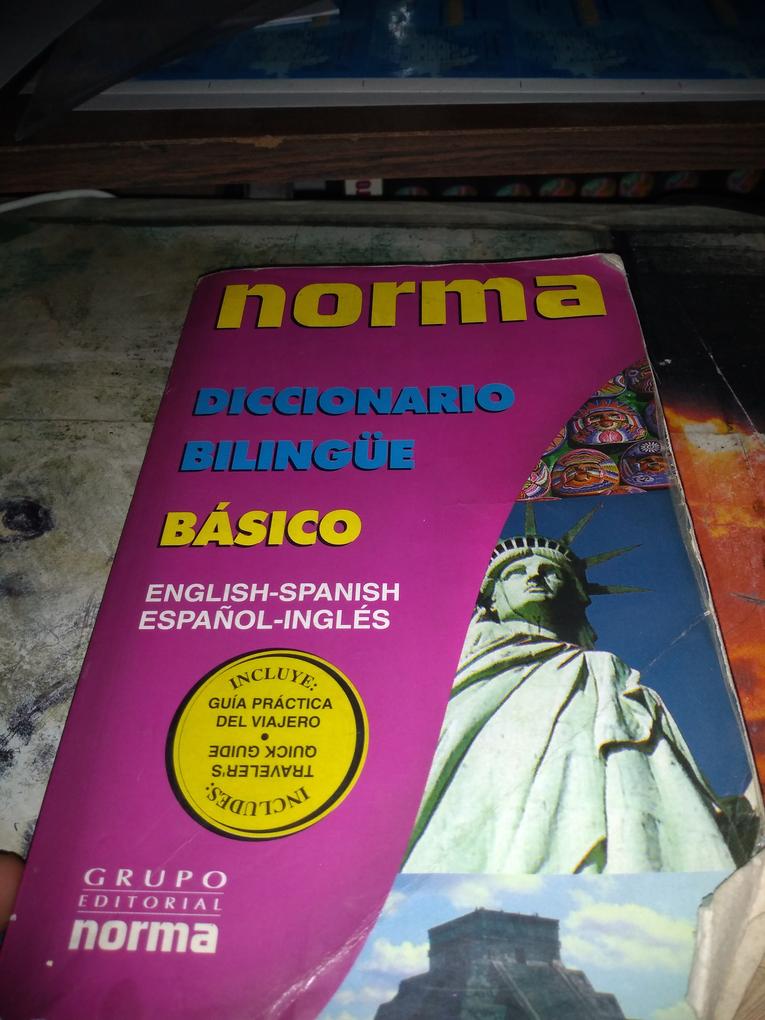 norma
DICCIONARIO
BILINGÜE
BÁSICO
ENGLISH-SPANISH
ESPAÑOL-INGLÉS
INCLUYE:
GUÍA PRÁCTICA
DEL VIAJERO
•
INCLUDES:
TRAVELER'S
QUICK GUIDE
GRUPO
EDITORIAL
norma